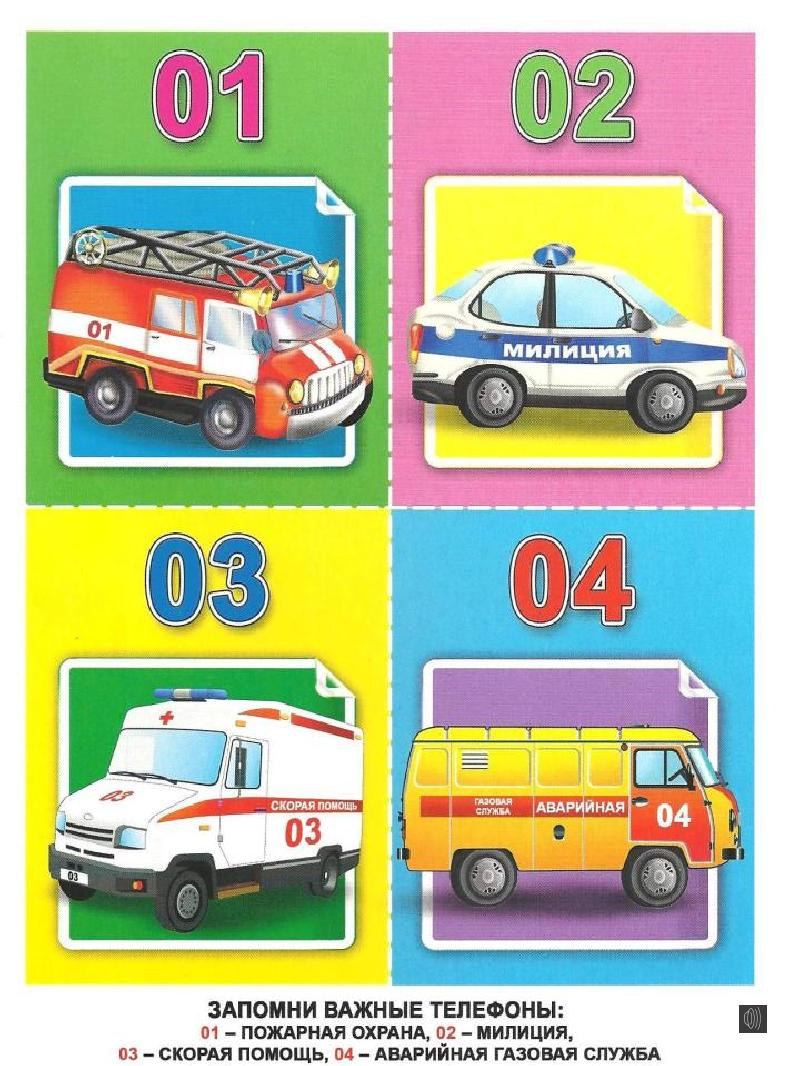 01
02
01
МИЛИЦИЯ
03
04
03
СКОРАЯ ПОМОЩЬ
03
03
ГАЗОВАЯ
СЛУЖБА
АВАРИЙНАЯ
04
ЗАПОМНИ ВАЖНЫЕ ТЕЛЕФОНЫ:
01 – ПОЖАРНАЯ ОХРАНА, 02 – МИЛИЦИЯ,
03 – СКОРАЯ ПОМОЩЬ, 04 – АВАРИЙНАЯ ГАЗОВАЯ СЛУЖБА